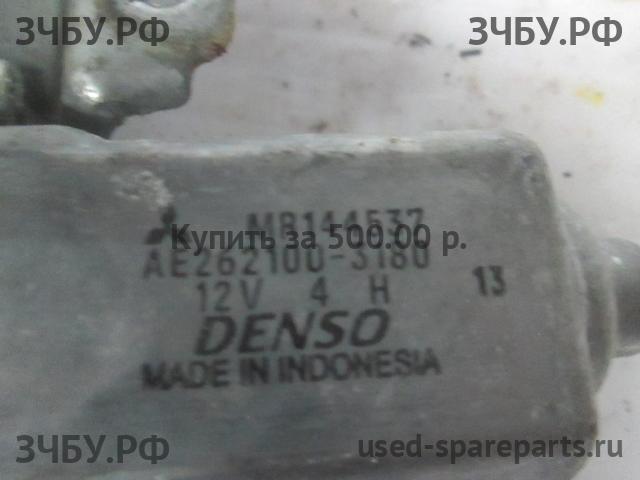 ЗЧБУ.РФ ЗЧБУ.РФ
MR144537
Купить за 500.00 р.
AE262100-3180
12V 4 H 13
DENSO
MADE IN INDONESIA
ЗЧБУ.РФ used-spareparts.ru